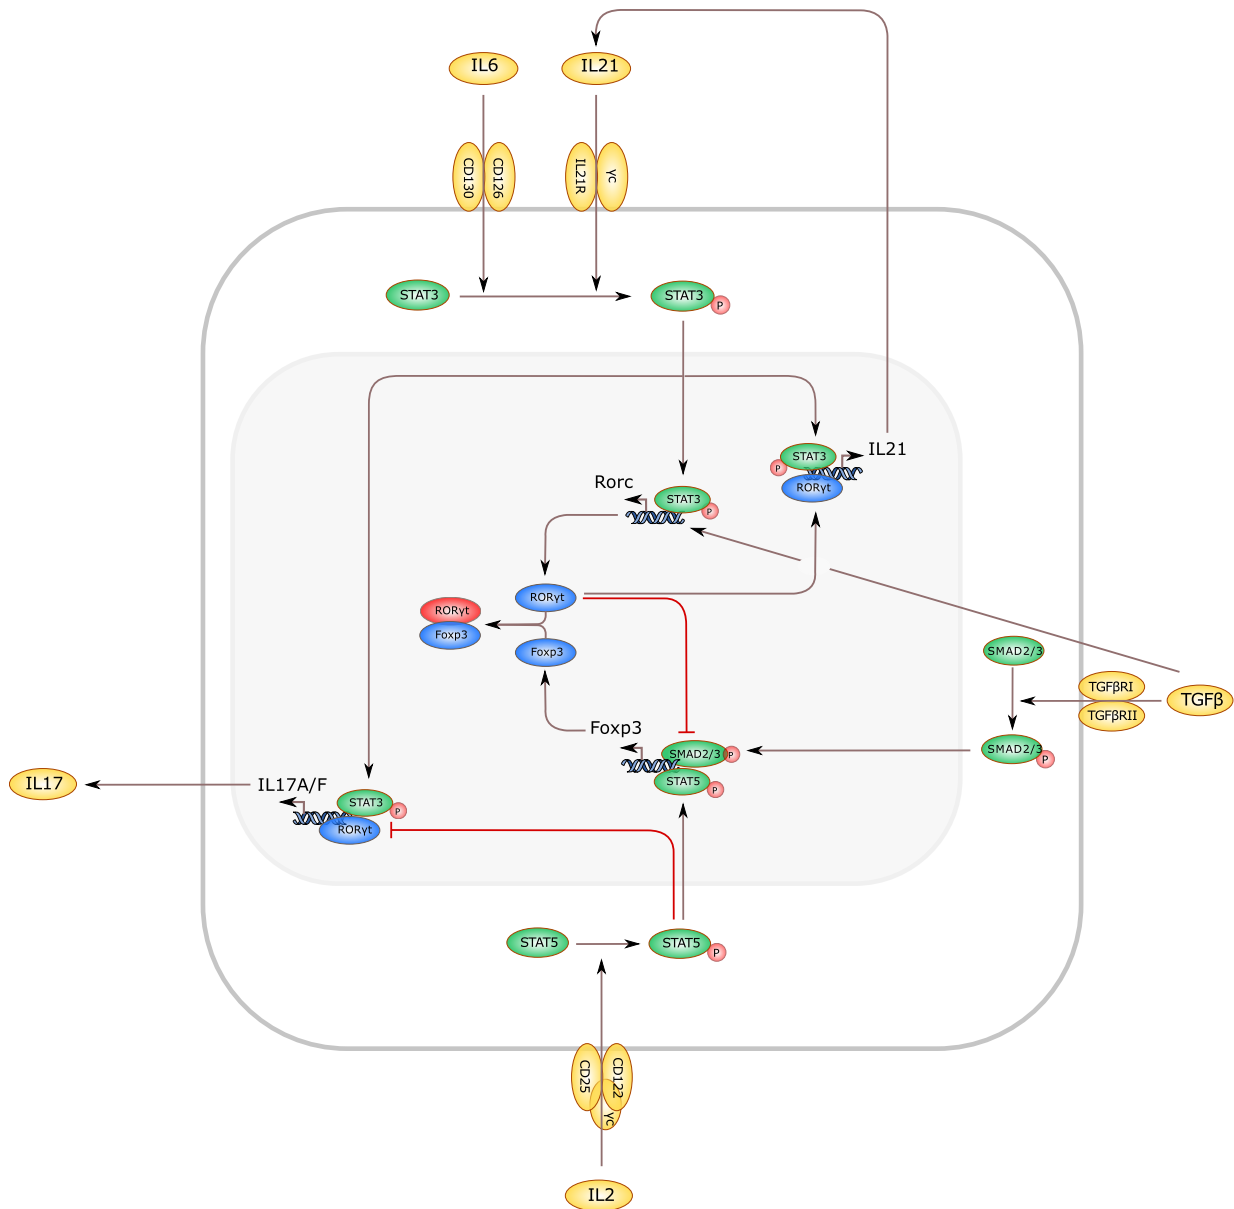 IL6
IL21
CD130
CD126
IL21R
γc
STAT3
STAT3
P
IL21
STAT3
P
RORγt
Rorc
STAT3
P
RORγt
RORγt
Foxp3
Foxp3
SMAD2/3
TGFβRI
TGFβRII
TGFβ
SMAD2/3
P
Foxp3
SMAD2/3
P
STAT5
P
IL17
IL17A/F
STAT3
P
RORγt
STAT5
STAT5
P
CD25
CD122
γc
IL2